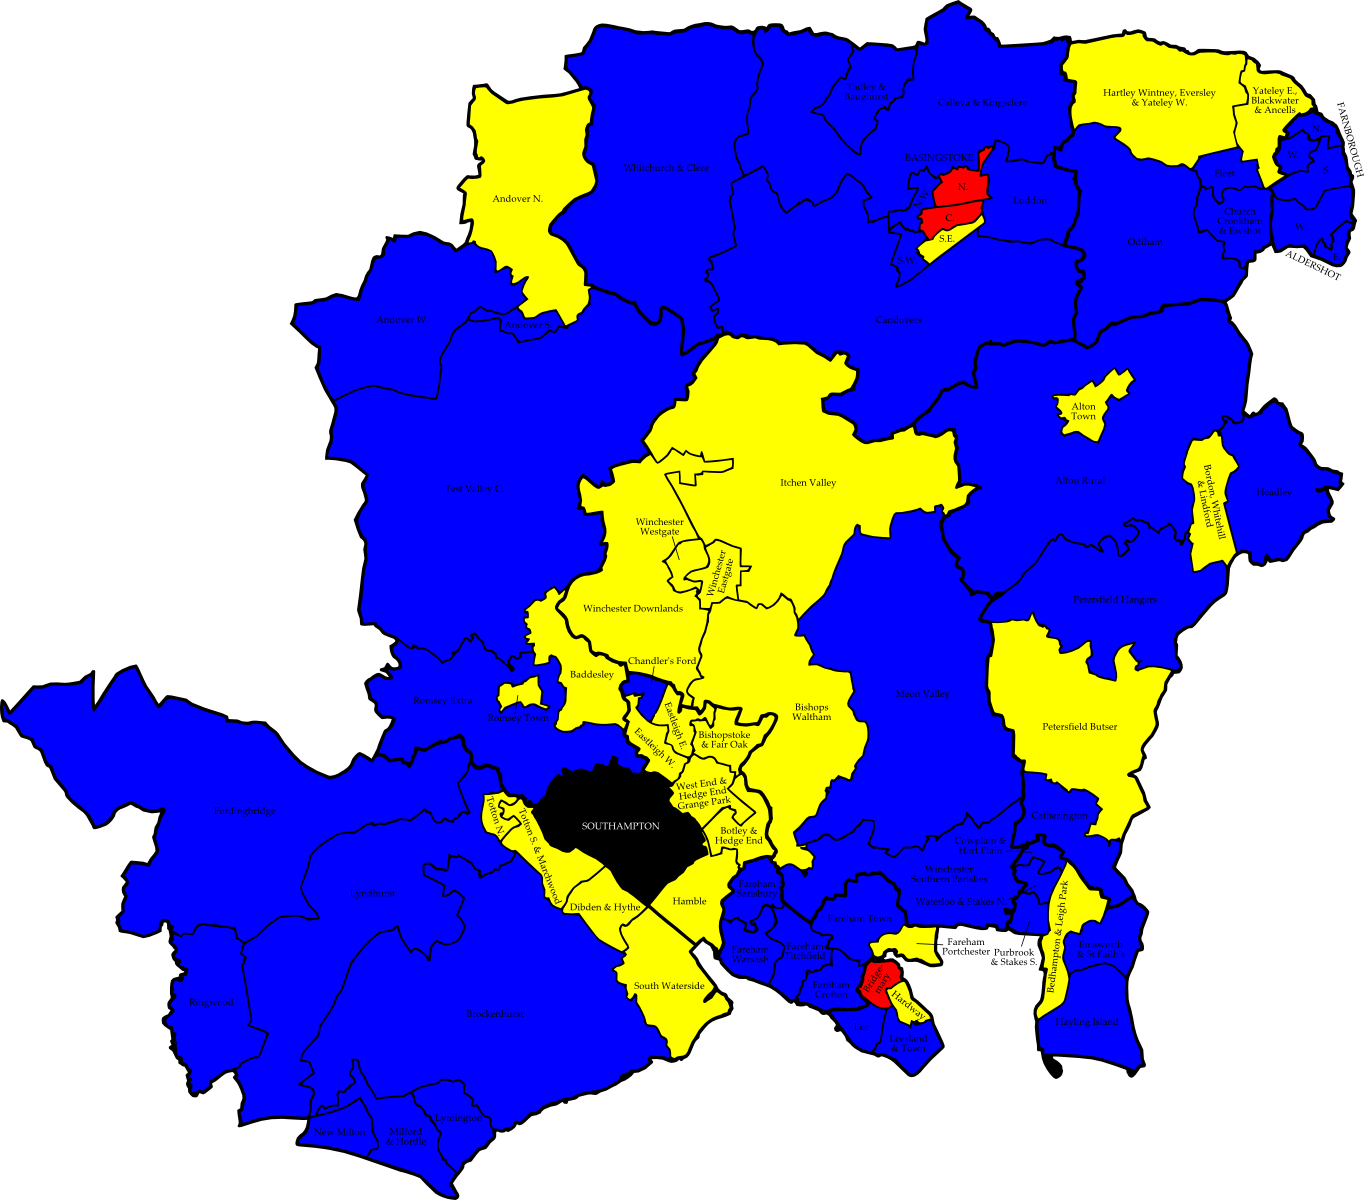 Tadley &
Baughurst
Calleva & Kingsclere
Hartley Wintney, Eversley
& Yateley W.
Yateley E.,
Blackwater
& Ancells
FARNBOROUGH
N.
W.
S.
Whitchurch & Clere
BASINGSTOKE
N.
N.W.
Loddon
C.
S.E.
S.W.
Fleet
Church
Crookham
& Ewshot
W.
E.
ALDERSHOT
Andover N.
Odiham
Andover W.
Andover S.
Candovers
Alton
Town
Test Valley C.
Itchen Valley
Alton Rural
Bordon, Whitehill
& Lindford
Headley
Winchester
Westgate
Winchester
Eastgate
Winchester Downlands
Petersfield Hangers
Chandler's Ford
Baddesley
Romsey Extra
Romsey Town
Meon Valley
Bishops
Waltham
Petersfield Butser
Eastleigh E.
Eastleigh W.
Bishopstoke
& Fair Oak
West End &
Hedge End
Grange Park
Botley &
Hedge End
Fordingbridge
Totton N.
Totton S. & Marchwood
SOUTHAMPTON
Catherington
Cowplain &
Hart Plain
Winchester
Southern Parishes
Waterloo & Stakes N.
Lyndhurst
Dibden & Hythe
Hamble
Fareham
Sarisbury
Fareham Town
Fareham
Portchester
Purbrook
& Stakes S.
Bedhampton & Leigh Park
Emsworth
& St Faith's
Fareham
Warsash
Fareham
Titchfield
Fareham
Crofton
Bridge
mary
Hardway
Lee
Leesland
& Town
Hayling Island
South Waterside
Ringwood
Brockenhurst
New Milton
Milford
& Hordle
Lymington